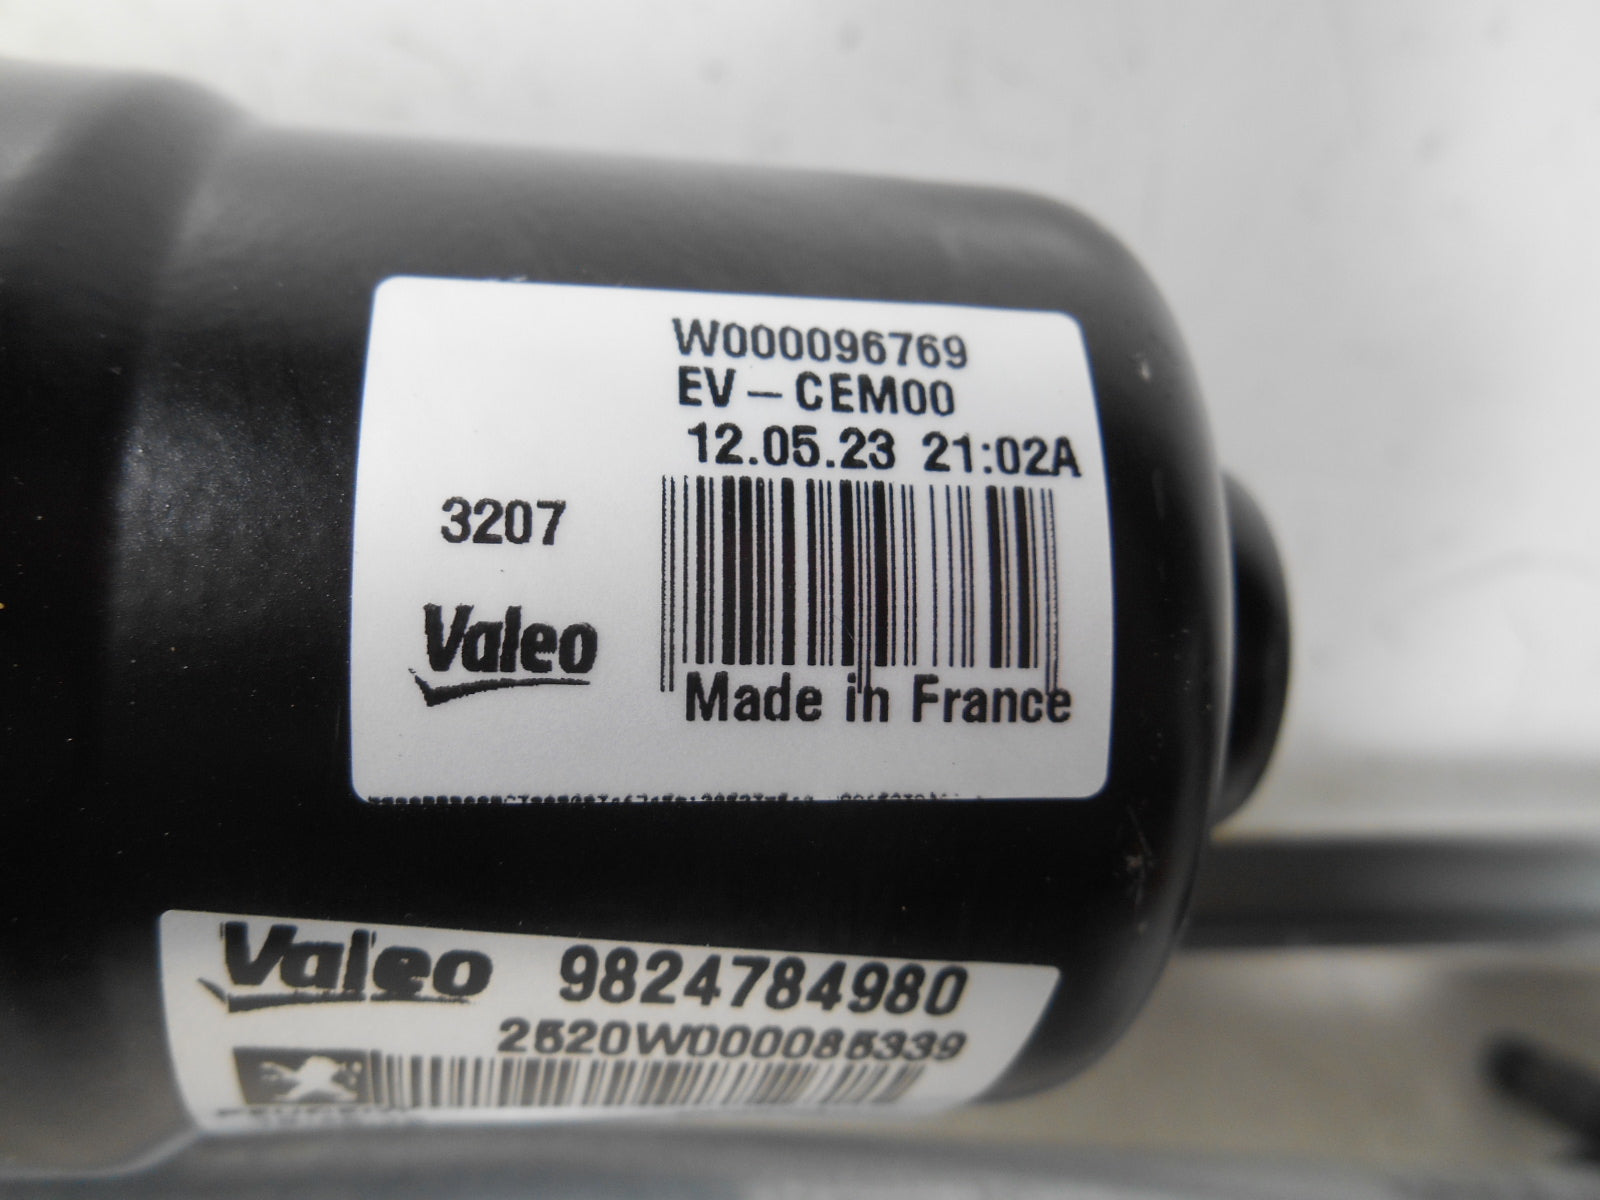 W000096769
EV-CEM00
12.05.23 21:02A
3207
Valeo
Made in France
Valeo 9824784980
2520W000085339